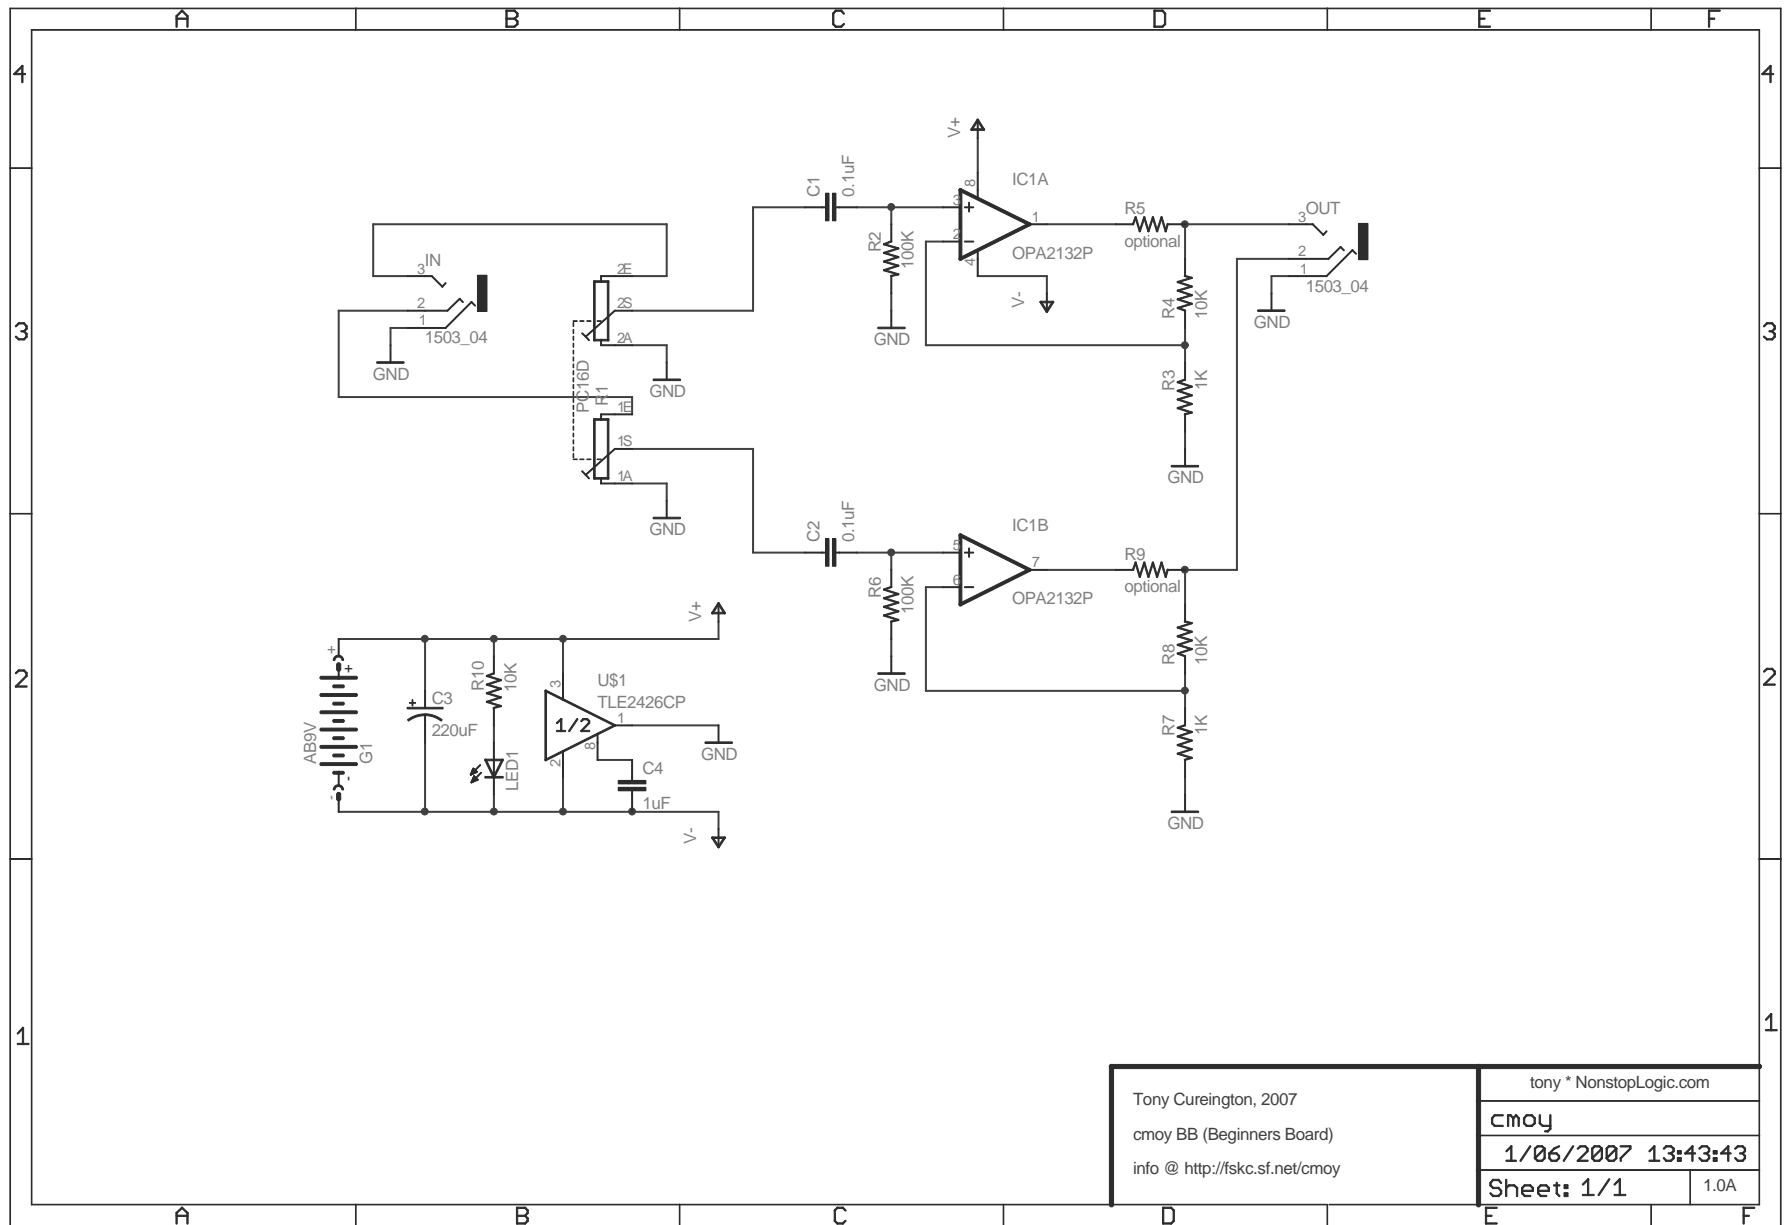 A B C D E F
4 4
V+
C1
0.1uF
8
IC1A
3
+
1
R5
3 OUT
R2
100K
2
−
OPA2132P
optional
2
IN
3
4
V-
1
2E
R4
10K
1503_04
2
2S
GND
1
1503_04
3 3
GND
2A
GND
GND
PC16D
R1
R3
1K
1E
1S
GND
1A
GND
C2
0.1uF
IC1B
5
+
7
R9
R6
100K
6
−
OPA2132P
optional
V+
R8
10K
GND
2 2
+
+
R10
10K
3
U$1
TLE2426CP
+
C3
220uF
1/2
1
GND
R7
1K
AB9V
G1
8
LED1
2
C4
1uF
-
-
V-
GND
1 1
Tony Cureington, 2007
cmoy BB (Beginners Board)
info @ http://fskc.sf.net/cmoy
tony * NonstopLogic.com
cmoy
1/06/2007 13:43:43
Sheet: 1/1
1.0A
A B C D E F